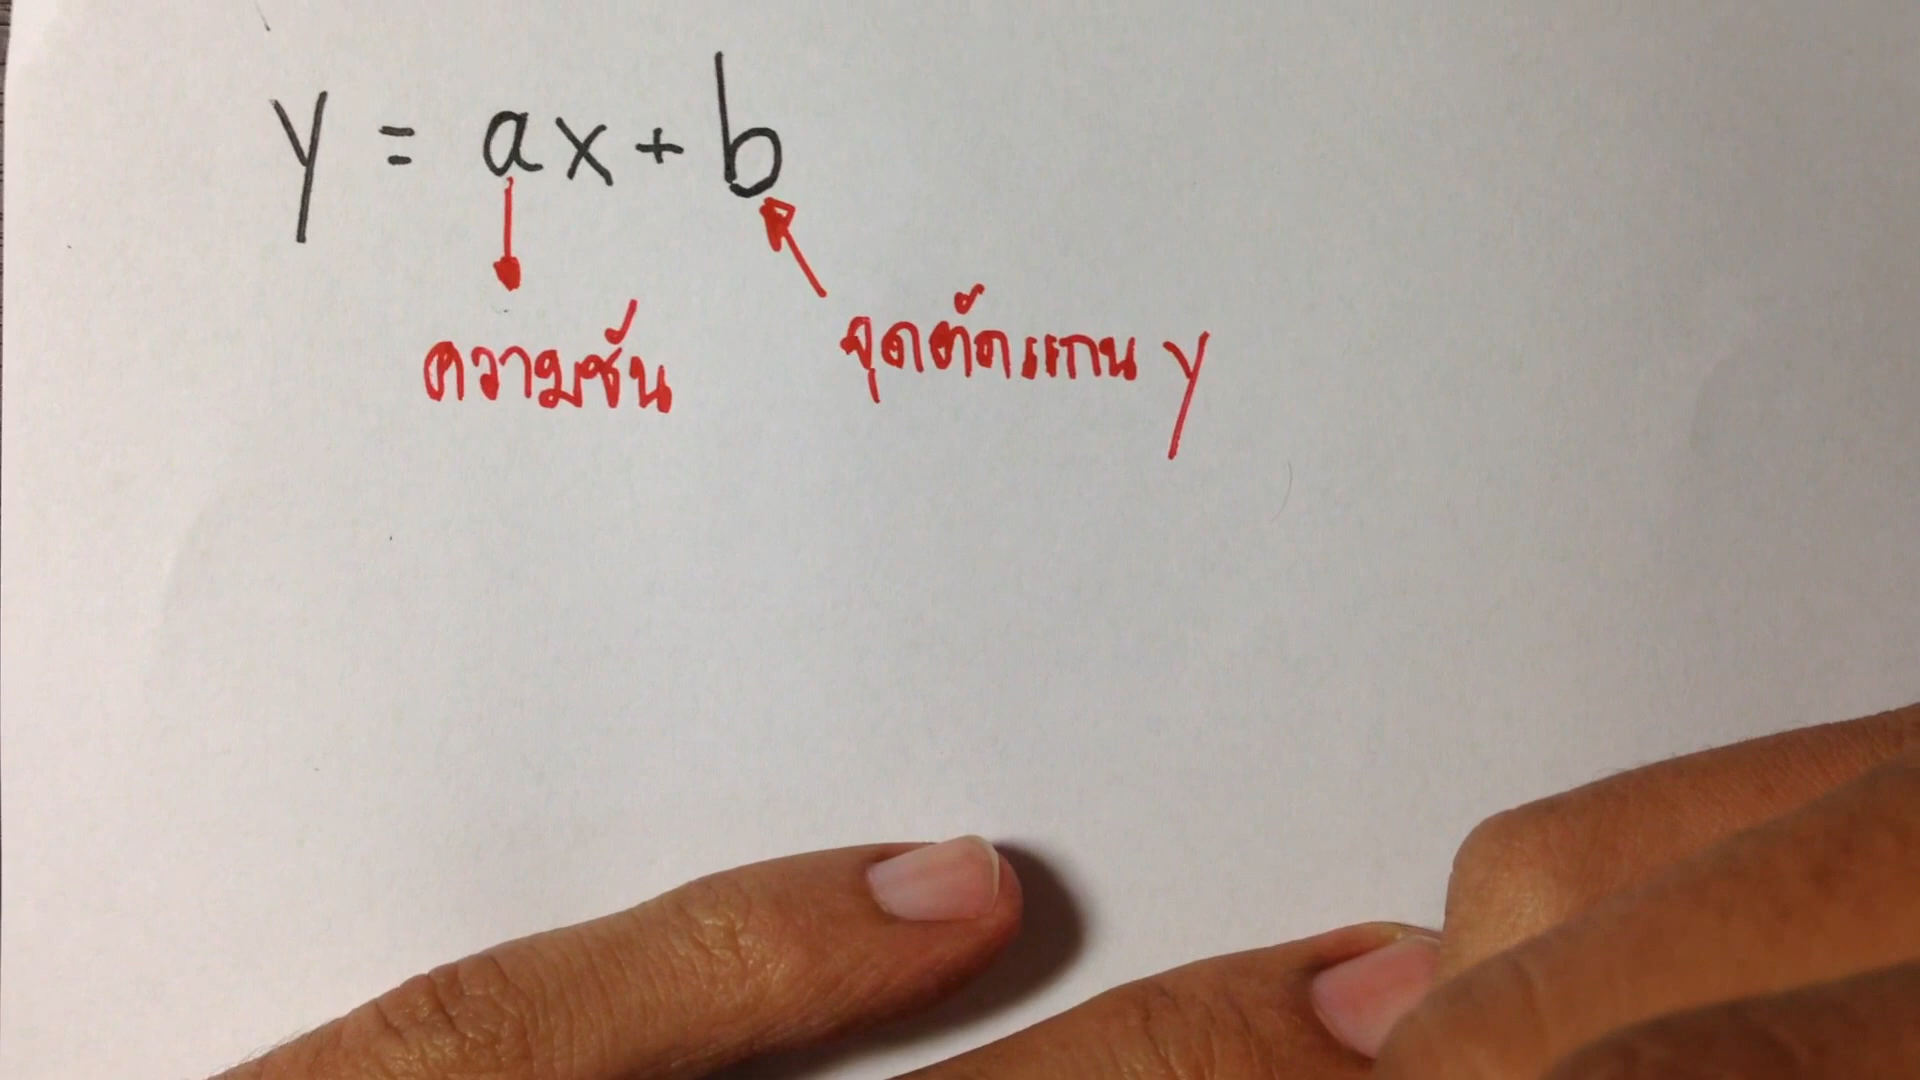 y = ax + b
ความชัน
จุดตัดแกน y